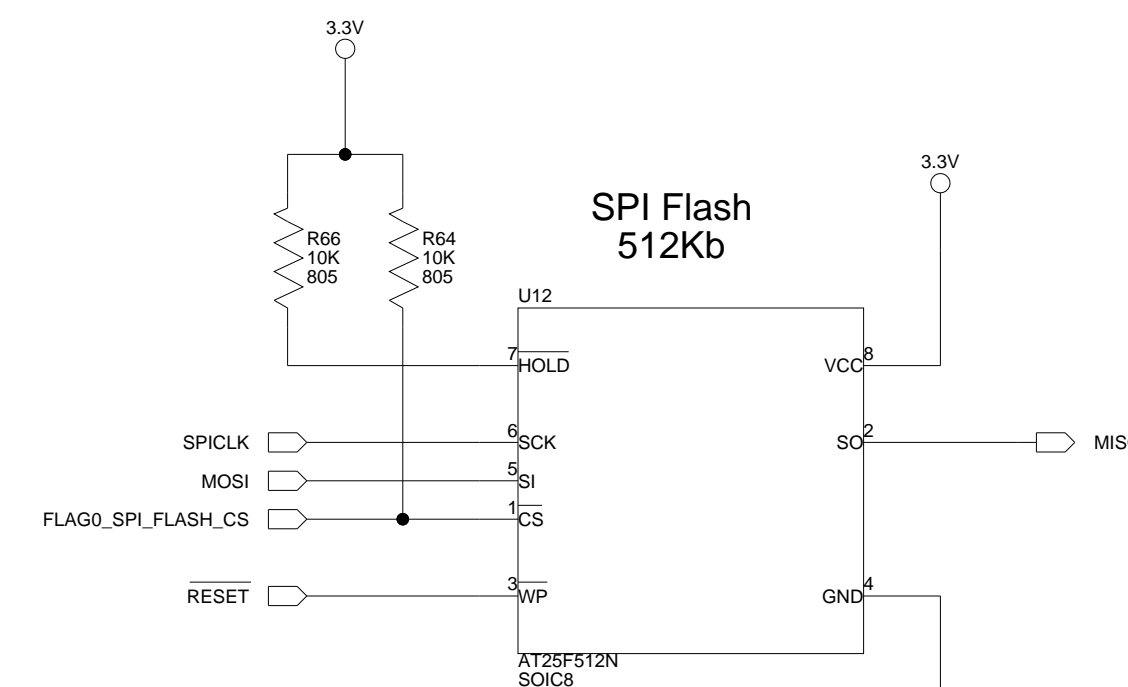 3.3V
3.3V
SPI Flash
512Kb
R66
10K
805
R64
10K
805
U12
7
HOLD
VCC
8
SPICLK
6
SCK
SO
2
MOSI
5
SI
FLAG0_SPI_FLASH_CS
1
CS
RESET
3
WP
GND
4
AT25F512N
SOIC8